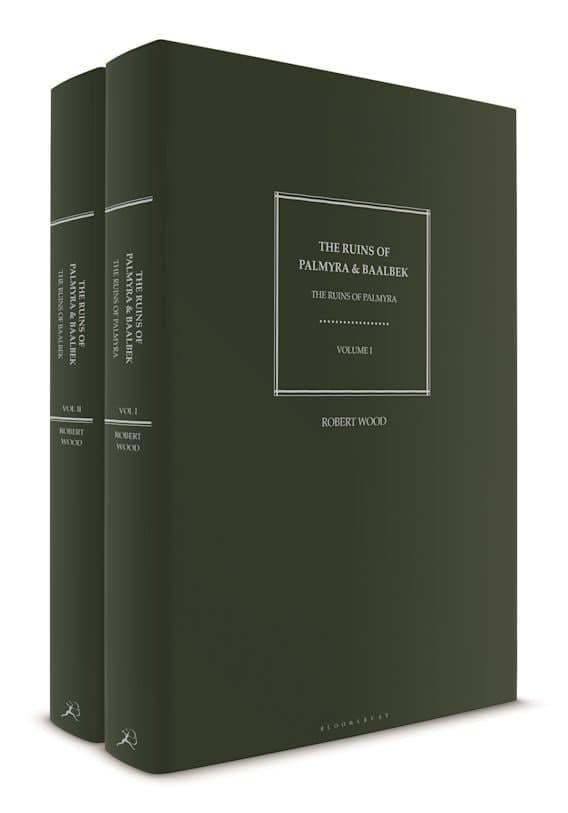 THE RUINS OF
PALMYRA & BAALBEK
THE RUINS OF BAALBEK
VOL II
ROBERT
WOOD
THE RUINS OF
PALMYRA & BAALBEK
THE RUINS OF PALMYRA
VOL I
ROBERT
WOOD
THE RUINS OF
PALMYRA & BAALBEK
THE RUINS OF PALMYRA
VOLUME I
ROBERT WOOD
BLOOMSBURY